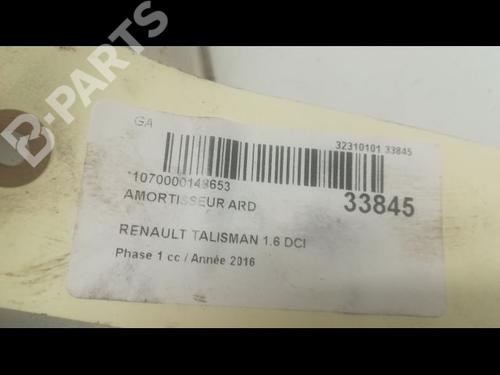 B-PARTS
GA
32310101 33845
*1070000149653
33845
AMORTISSEUR ARD
RENAULT TALISMAN 1.6 DCI
Phase 1 cc / Année 2016